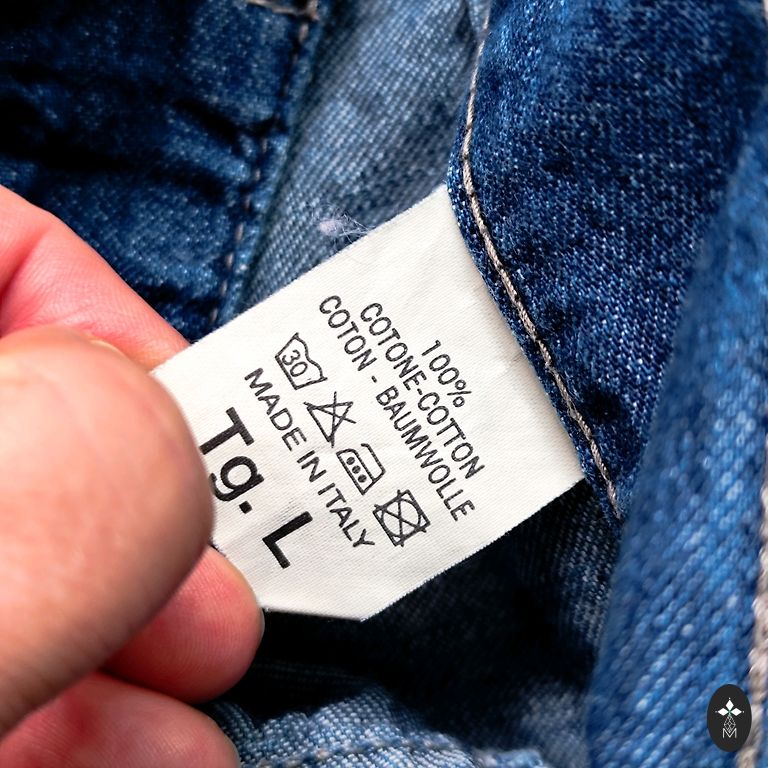 100%
COTONE-COTTON
COTON - BAUMWOLLE
30
MADE IN ITALY
Tg. L
M